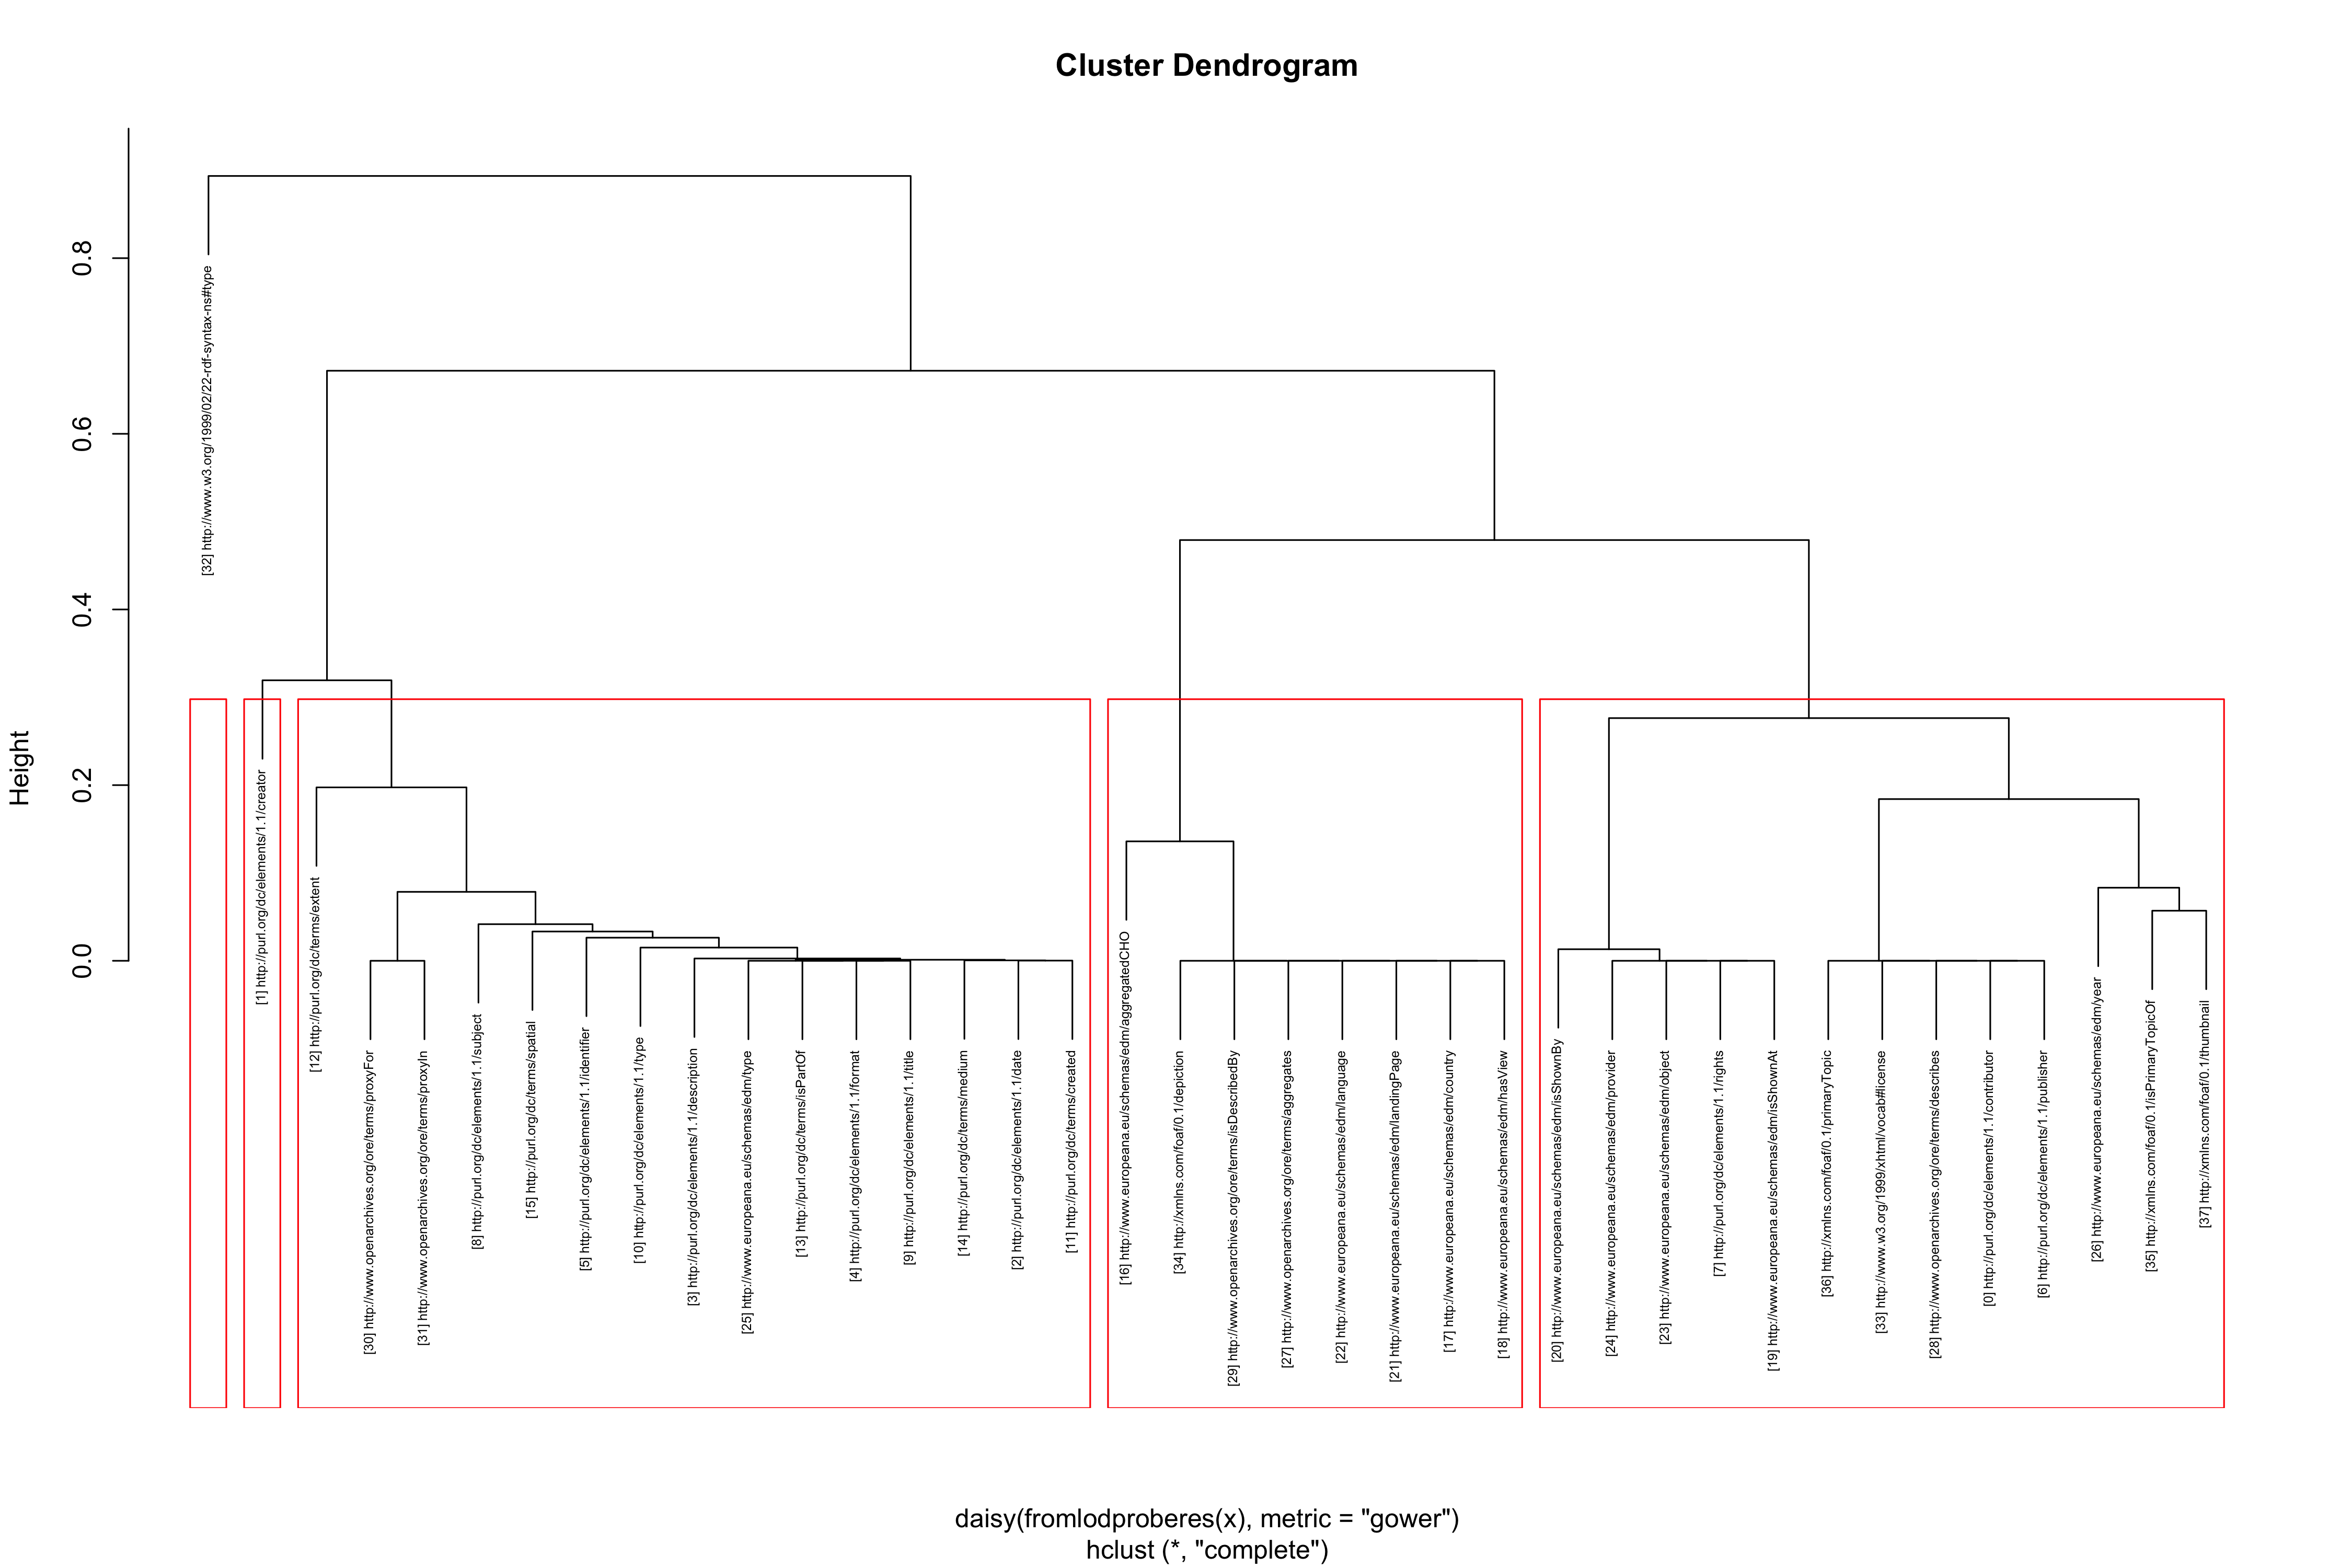 Cluster Dendrogram
Height
0.0
0.2
0.4
0.6
0.8
[32] http://www.w3.org/1999/02/22-rdf-syntax-ns#type
[1] http://purl.org/dc/elements/1.1/creator
[12] http://purl.org/dc/terms/extent
[30] http://www.openarchives.org/ore/terms/proxyFor
[31] http://www.openarchives.org/ore/terms/proxyIn
[8] http://purl.org/dc/elements/1.1/subject
[15] http://purl.org/dc/terms/spatial
[5] http://purl.org/dc/elements/1.1/identifier
[10] http://purl.org/dc/elements/1.1/type
[3] http://purl.org/dc/elements/1.1/description
[25] http://www.europeana.eu/schemas/edm/type
[13] http://purl.org/dc/terms/isPartOf
[4] http://purl.org/dc/elements/1.1/format
[9] http://purl.org/dc/elements/1.1/title
[14] http://purl.org/dc/terms/medium
[2] http://purl.org/dc/elements/1.1/date
[11] http://purl.org/dc/terms/created
[16] http://www.europeana.eu/schemas/edm/aggregatedCHO
[34] http://xmlns.com/foaf/0.1/depiction
[29] http://www.openarchives.org/ore/terms/isDescribedBy
[27] http://www.openarchives.org/ore/terms/aggregates
[22] http://www.europeana.eu/schemas/edm/language
[21] http://www.europeana.eu/schemas/edm/landingPage
[17] http://www.europeana.eu/schemas/edm/country
[18] http://www.europeana.eu/schemas/edm/hasView
[20] http://www.europeana.eu/schemas/edm/isShownBy
[24] http://www.europeana.eu/schemas/edm/provider
[23] http://www.europeana.eu/schemas/edm/object
[7] http://purl.org/dc/elements/1.1/rights
[19] http://www.europeana.eu/schemas/edm/isShownAt
[36] http://xmlns.com/foaf/0.1/primaryTopic
[33] http://www.w3.org/1999/xhtml/vocab#license
[28] http://www.openarchives.org/ore/terms/describes
[0] http://purl.org/dc/elements/1.1/contributor
[6] http://purl.org/dc/elements/1.1/publisher
[26] http://www.europeana.eu/schemas/edm/year
[35] http://xmlns.com/foaf/0.1/isPrimaryTopicOf
[37] http://xmlns.com/foaf/0.1/thumbnail
daisy(fromlodproberes(x), metric = "gower")
hclust (*, "complete")